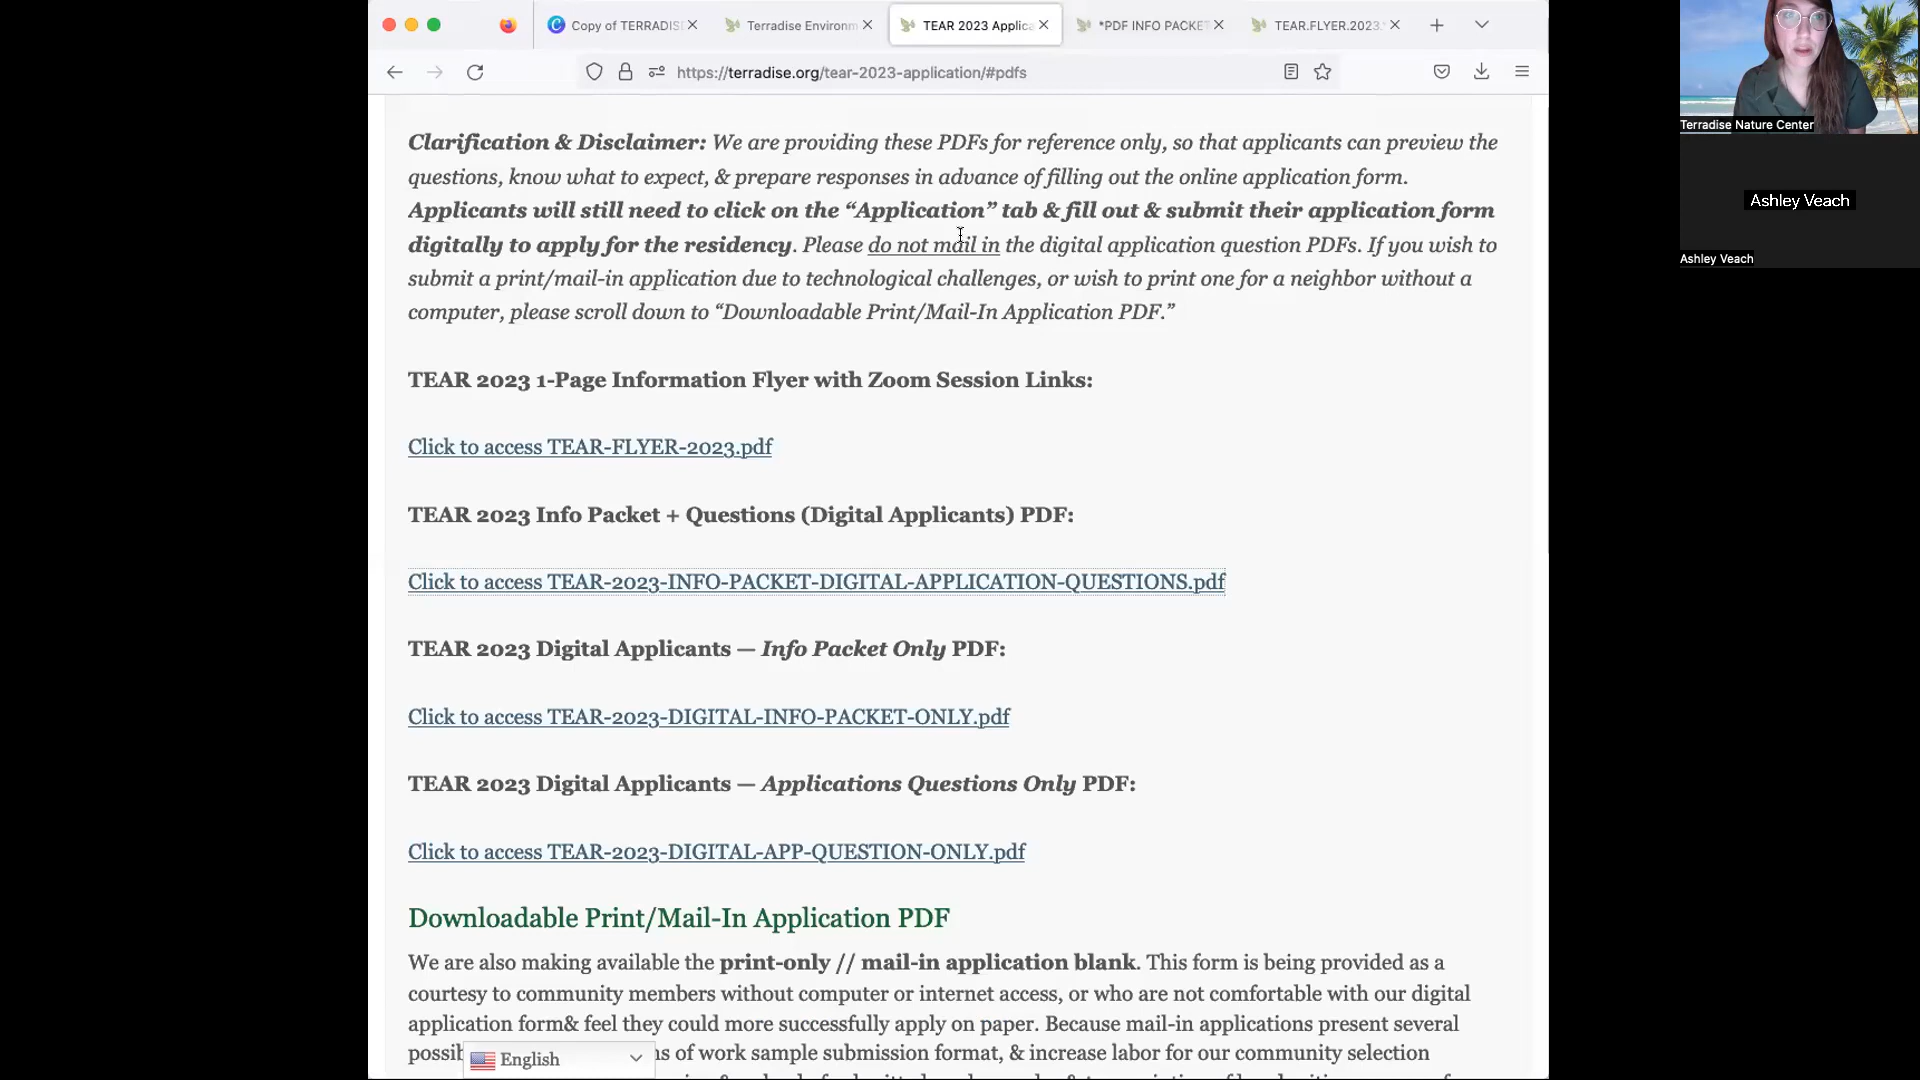 Copy of TERRADISE
Terradise Environm
TEAR 2023 Applica
*PDF INFO PACKET
TEAR.FLYER.2023.
https://terradise.org/tear-2023-application/#pdfs
Clarification & Disclaimer: We are providing these PDFs for reference only, so that applicants can preview the
questions, know what to expect, & prepare responses in advance of filling out the online application form.
Applicants will still need to click on the “Application” tab & fill out & submit their application form
digitally to apply for the residency. Please do not mail in the digital application question PDFs. If you wish to
submit a print/mail-in application due to technological challenges, or wish to print one for a neighbor without a
computer, please scroll down to “Downloadable Print/Mail-In Application PDF.”
TEAR 2023 1-Page Information Flyer with Zoom Session Links:
Click to access TEAR-FLYER-2023.pdf
TEAR 2023 Info Packet + Questions (Digital Applicants) PDF:
Click to access TEAR-2023-INFO-PACKET-DIGITAL-APPLICATION-QUESTIONS.pdf
TEAR 2023 Digital Applicants — Info Packet Only PDF:
Click to access TEAR-2023-DIGITAL-INFO-PACKET-ONLY.pdf
TEAR 2023 Digital Applicants — Applications Questions Only PDF:
Click to access TEAR-2023-DIGITAL-APP-QUESTION-ONLY.pdf
Downloadable Print/Mail-In Application PDF
We are also making available the print-only // mail-in application blank. This form is being provided as a
courtesy to community members without computer or internet access, or who are not comfortable with our digital
application form& feel they could more successfully apply on paper. Because mail-in applications present several
possib ns of work sample submission format, & increase labor for our community selection
English
Terradise Nature Center
Ashley Veach
Ashley Veach